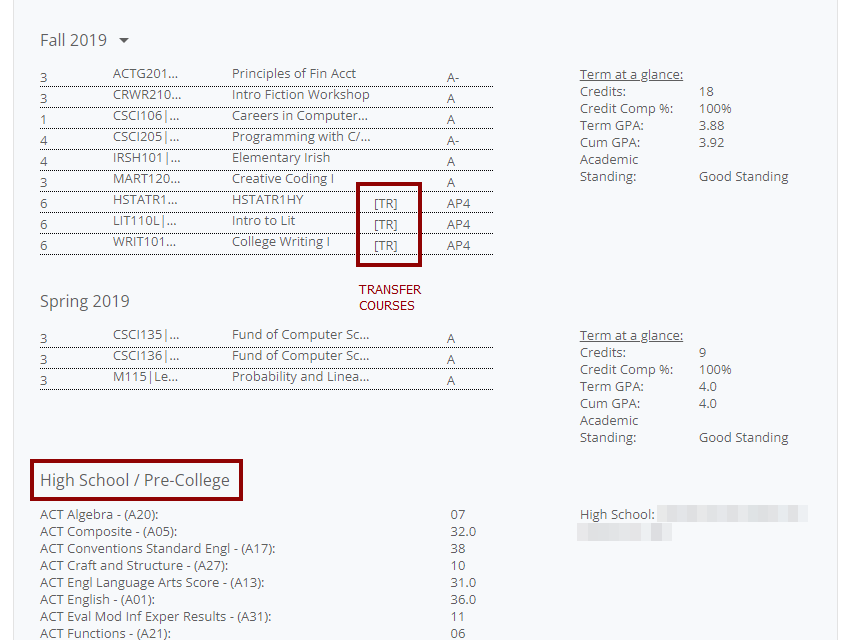 Fall 2019
3 ACTG201... Principles of Fin Acct A-
3 CRWR210... Intro Fiction Workshop A
1 CSCI106|... Careers in Computer... A
4 CSCI205|... Programming with C/... A-
4 IRSH101|... Elementary Irish A
3 MART120... Creative Coding I A
6 HSTATR1... HSTATR1HY [TR] AP4
6 LIT110L|... Intro to Lit [TR] AP4
6 WRIT101... College Writing I [TR] AP4
TRANSFER
COURSES
Term at a glance:
Credits: 18
Credit Comp %: 100%
Term GPA: 3.88
Cum GPA: 3.92
Academic
Standing: Good Standing
Spring 2019
3 CSCI135|... Fund of Computer Sc... A
3 CSCI136|... Fund of Computer Sc... A
3 M115|Le... Probability and Linea... A
Term at a glance:
Credits: 9
Credit Comp %: 100%
Term GPA: 4.0
Cum GPA: 4.0
Academic
Standing: Good Standing
High School / Pre-College
ACT Algebra - (A20): 07
ACT Composite - (A05): 32.0
ACT Conventions Standard Engl - (A17): 38
ACT Craft and Structure - (A27): 10
ACT Engl Language Arts Score - (A13): 31.0
ACT English - (A01): 36.0
ACT Eval Mod Inf Exper Results - (A31): 11
ACT Functions - (A21): 06
High School: